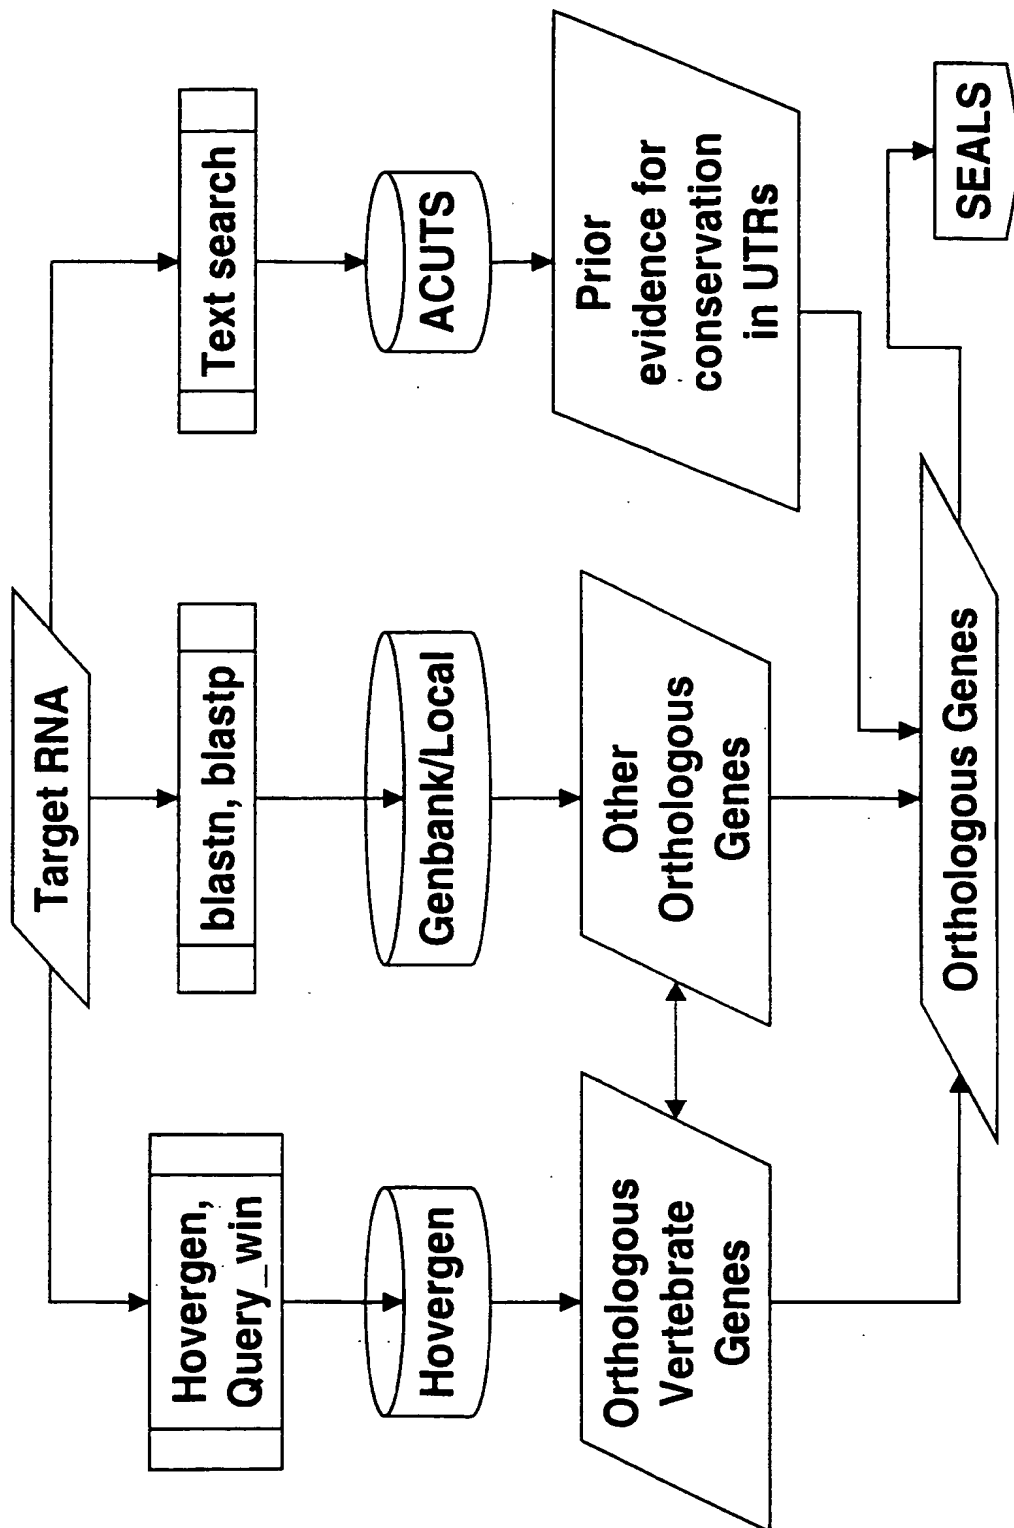 Target RNA
Hovergen,
Query_win
blastn, blastp
Text search
Hovergen
Genbank/Local
ACUTS
Orthologous
Vertebrate
Genes
Other
Orthologous
Genes
Prior
evidence for
conservation
in UTRs
Orthologous Genes
SEALS